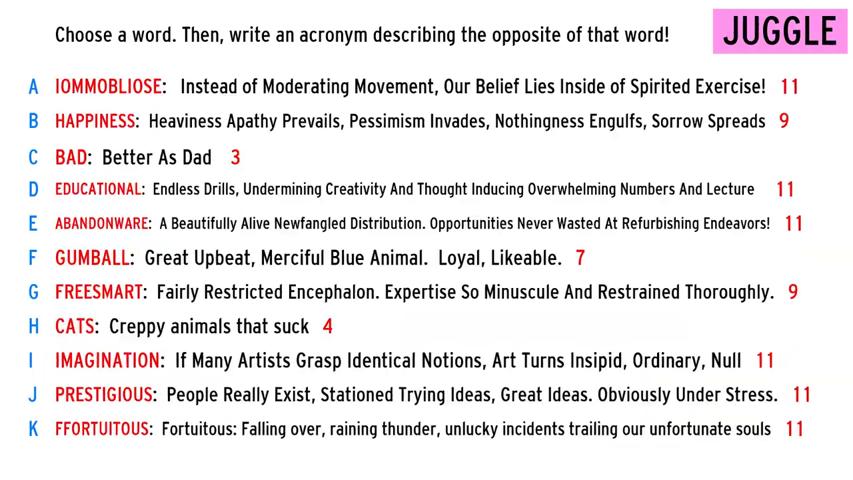 Choose a word. Then, write an acronym describing the opposite of that word! JUGGLE
A IOMMOBLIOSE: Instead of Moderating Movement, Our Belief Lies Inside of Spirited Exercise! 11
B HAPPINESS: Heaviness Apathy Prevails, Pessimism Invades, Nothingness Engulfs, Sorrow Spreads 9
C BAD: Better As Dad 3
D EDUCATIONAL: Endless Drills, Undermining Creativity And Thought Inducing Overwhelming Numbers And Lecture 11
E ABANDONWARE: A Beautifully Alive Newfangled Distribution. Opportunities Never Wasted At Refurbishing Endeavors! 11
F GUMBALL: Great Upbeat, Merciful Blue Animal. Loyal, Likeable. 7
G FREESMART: Fairly Restricted Encephalon. Expertise So Minuscule And Restrained Thoroughly. 9
H CATS: Creppy animals that suck 4
I IMAGINATION: If Many Artists Grasp Identical Notions, Art Turns Insipid, Ordinary, Null 11
J PRESTIGIOUS: People Really Exist, Stationed Trying Ideas, Great Ideas. Obviously Under Stress. 11
K FFORTUITOUS: Fortuitous: Falling over, raining thunder, unlucky incidents trailing our unfortunate souls 11